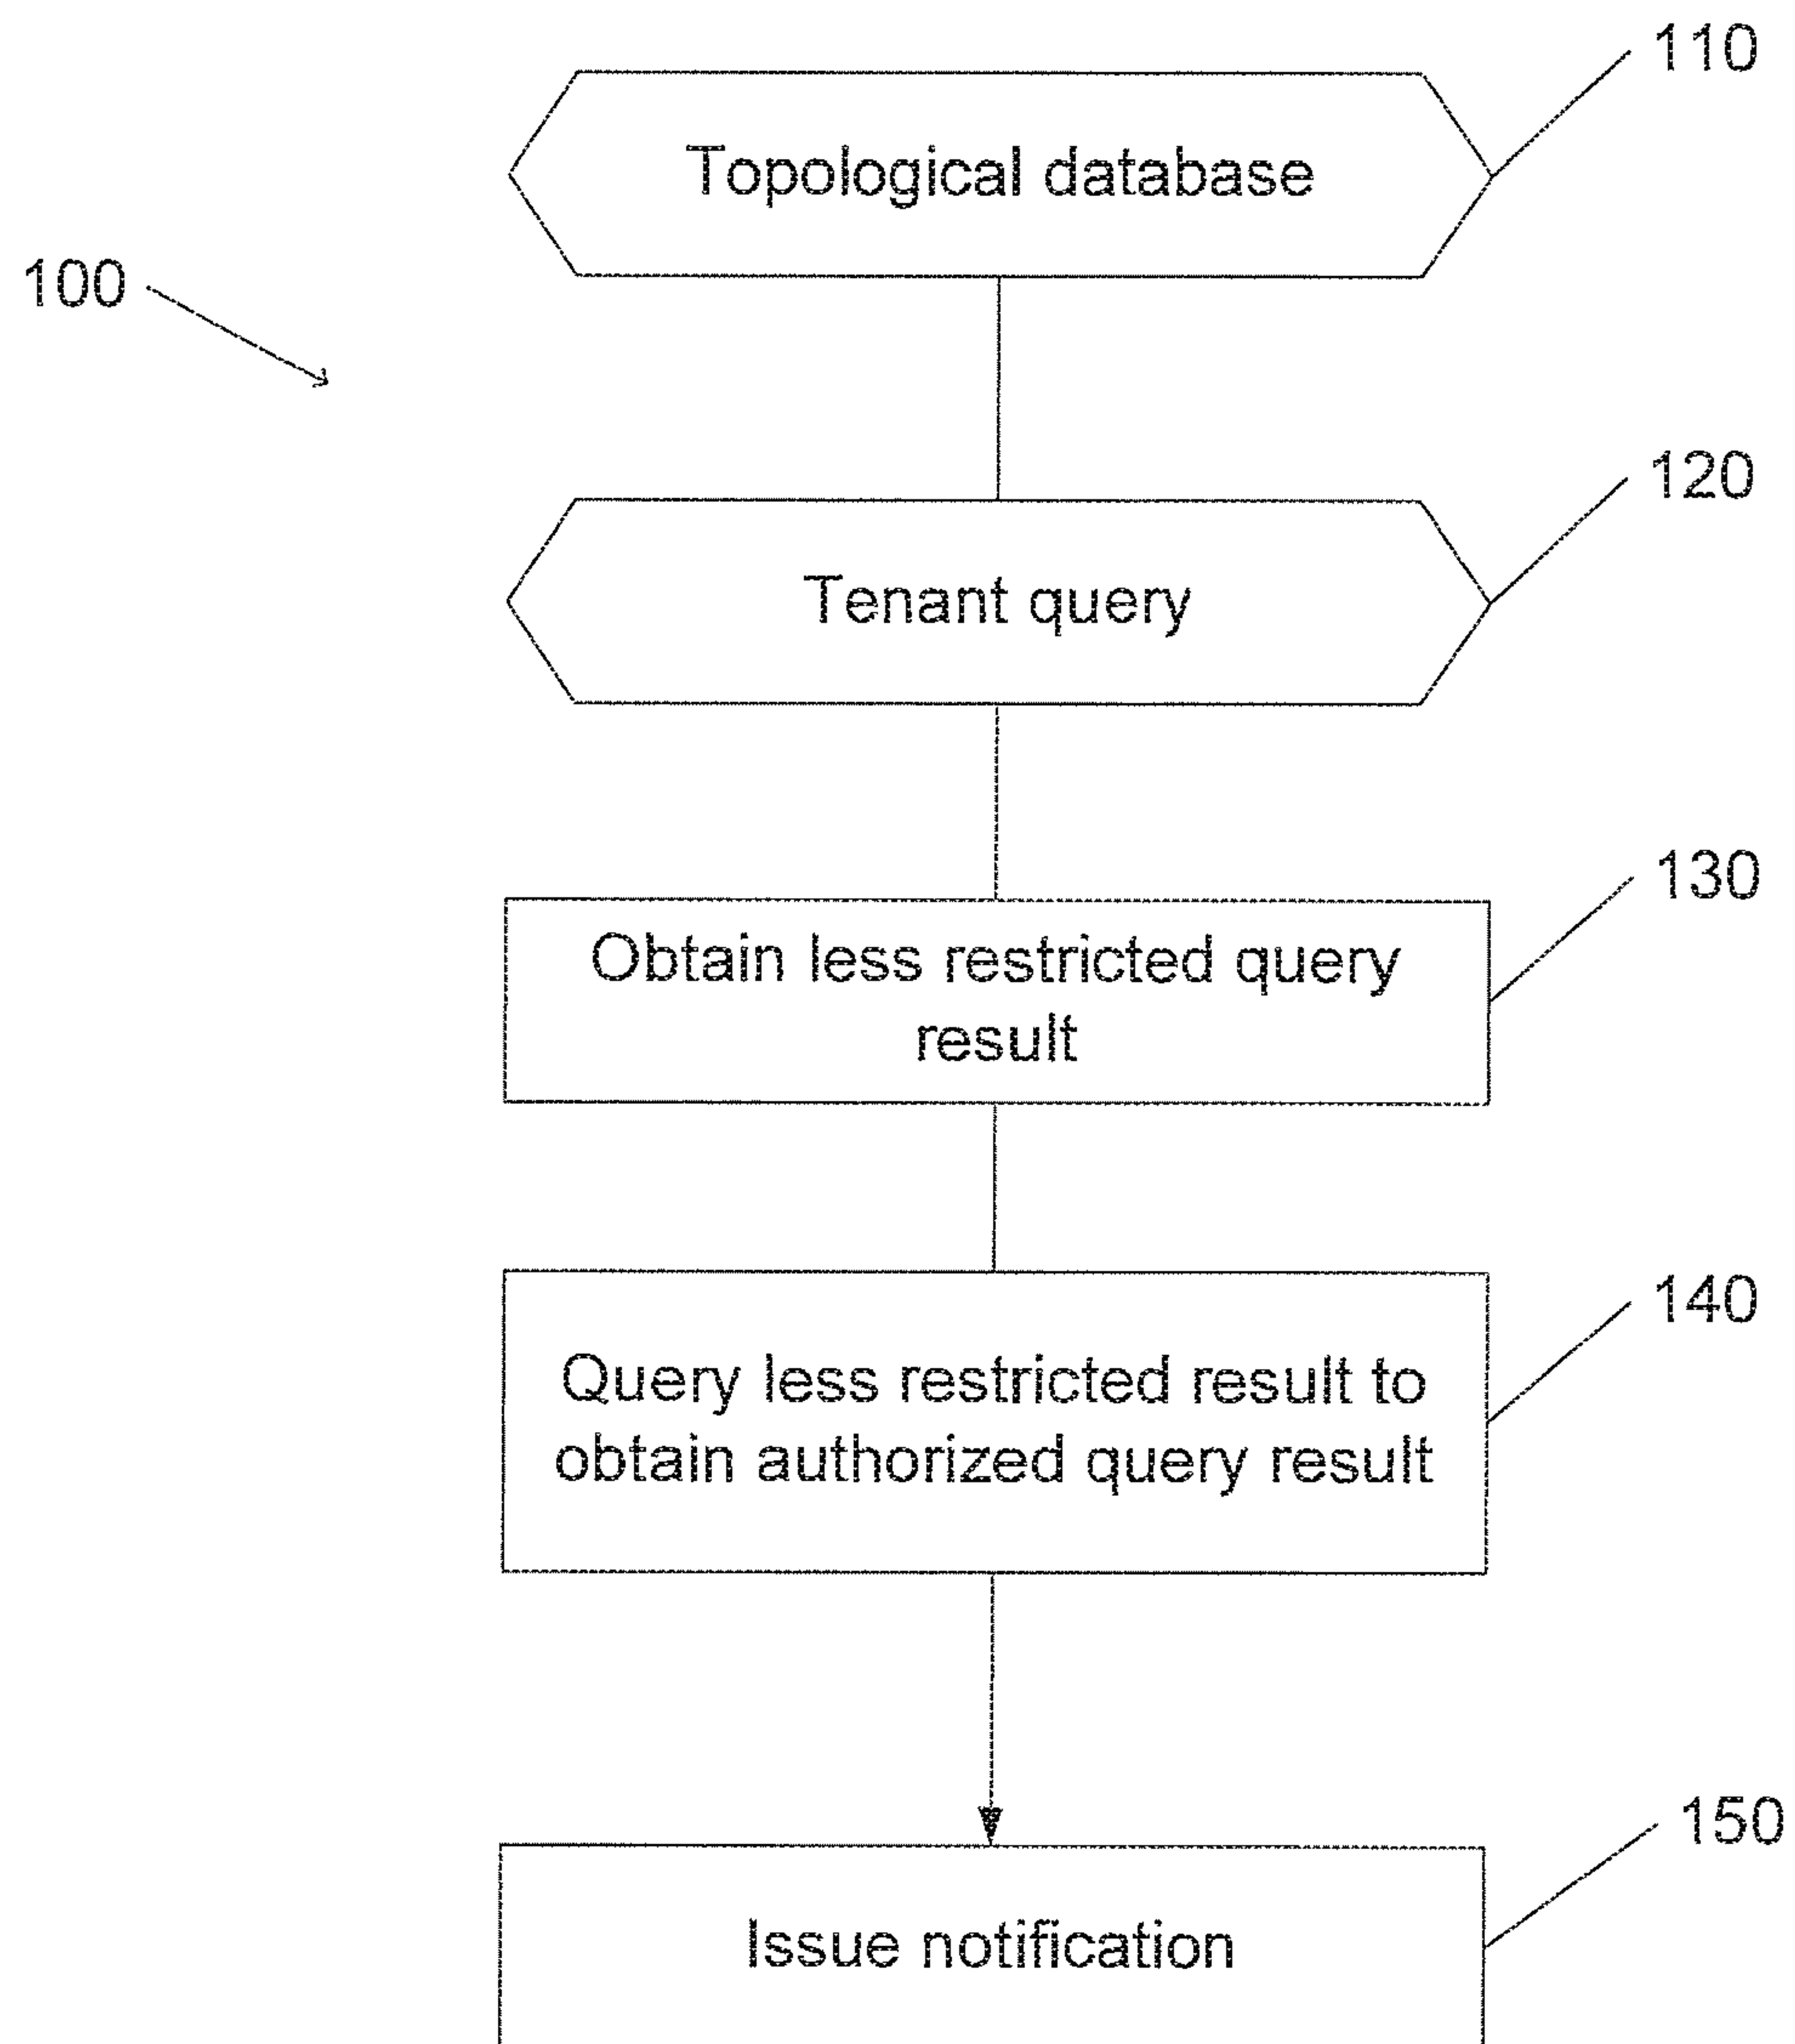 110
Topological database
100
120
Tenant query
130
Obtain less restricted query
result
140
Query less restricted result to
obtain authorized query result
150
Issue notification